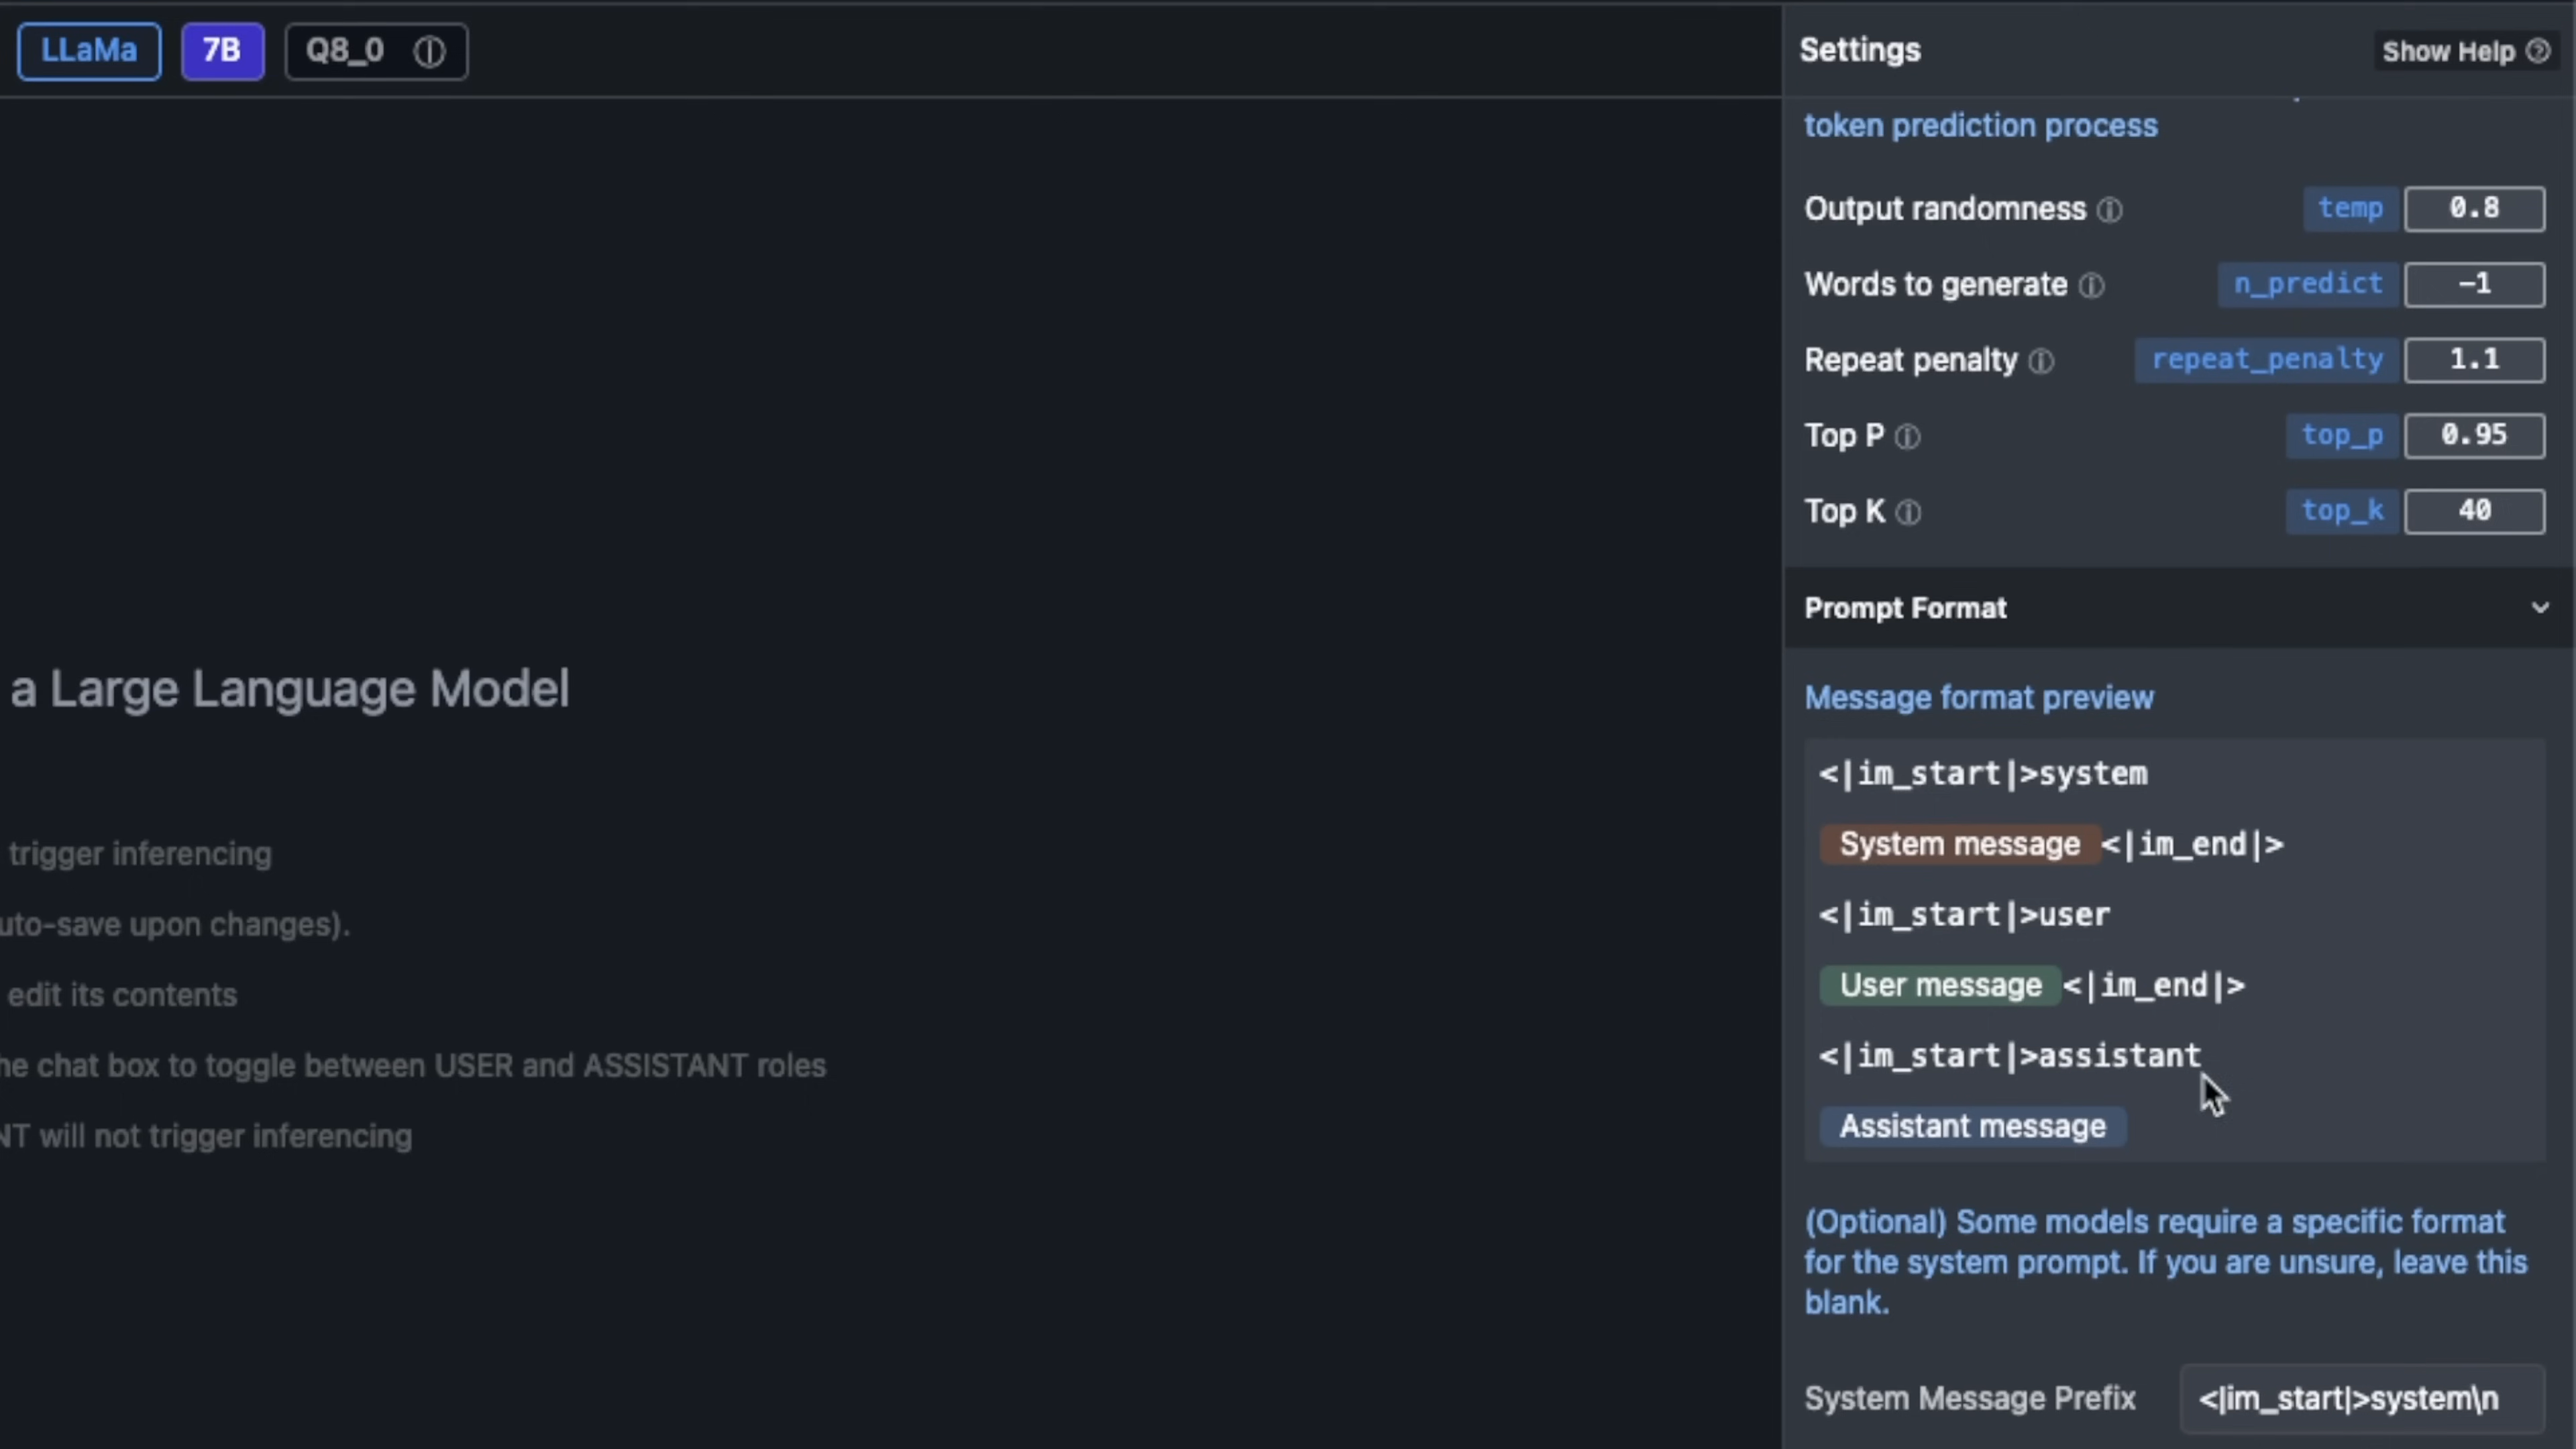 LLaMa 7B Q8_0
Settings
Show Help
token prediction process
Output randomness temp 0.8
Words to generate n_predict -1
Repeat penalty repeat_penalty 1.1
Top P top_p 0.95
Top K top_k 40
Prompt Format
Message format preview
<|im_start|>system
System message <|im_end|>
<|im_start|>user
User message <|im_end|>
<|im_start|>assistant
Assistant message
(Optional) Some models require a specific format
for the system prompt. If you are unsure, leave this
blank.
System Message Prefix <|im_start|>system\n
a Large Language Model
trigger inferencing
uto-save upon changes).
edit its contents
he chat box to toggle between USER and ASSISTANT roles
NT will not trigger inferencing